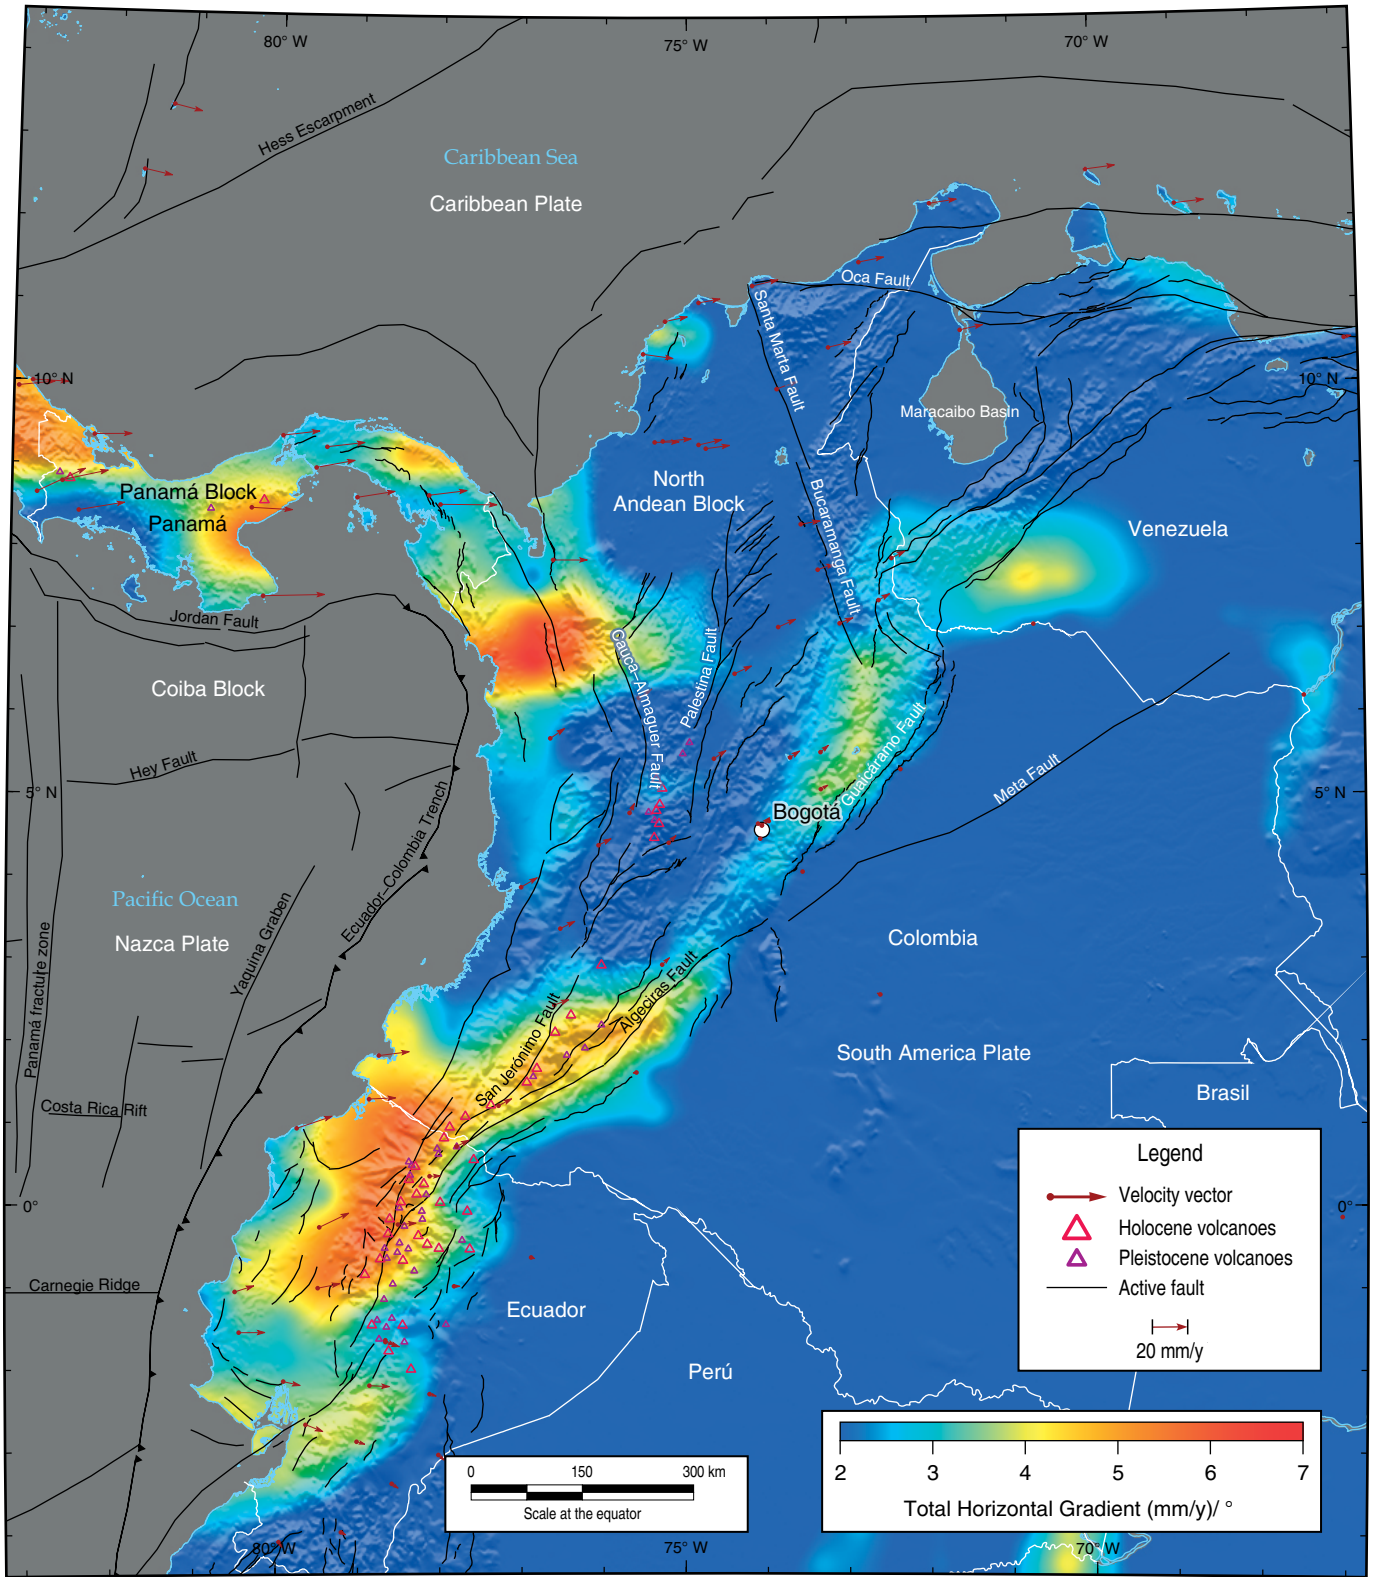 80° W
75° W
70° W
Hess Escarpment
Caribbean Sea
Caribbean Plate
Oca Fault
Santa Marta Fault
10° N
10° N
Maracaibo Basin
North
Andean Block
Panamá Block
Panamá
Bucaramanga Fault
Venezuela
Jordan Fault
Cauca–Almaguer Fault
Palestina Fault
Coiba Block
Guaicáramo Fault
Hey Fault
Meta Fault
5° N
5° N
Bogotá
Ecuador–Colombia Trench
Pacific Ocean
Nazca Plate
Yaquina Graben
Panamá fracture zone
Colombia
Algeciras Fault
San Jerónimo Fault
South America Plate
Brasil
Costa Rica Rift
0°
0°
Carnegie Ridge
Ecuador
Perú
Legend
Velocity vector
Holocene volcanoes
Pleistocene volcanoes
Active fault
20 mm/y
0 150 300 km
Scale at the equator
2 3 4 5 6 7
Total Horizontal Gradient (mm/y)/ °
80° W
75° W
70° W